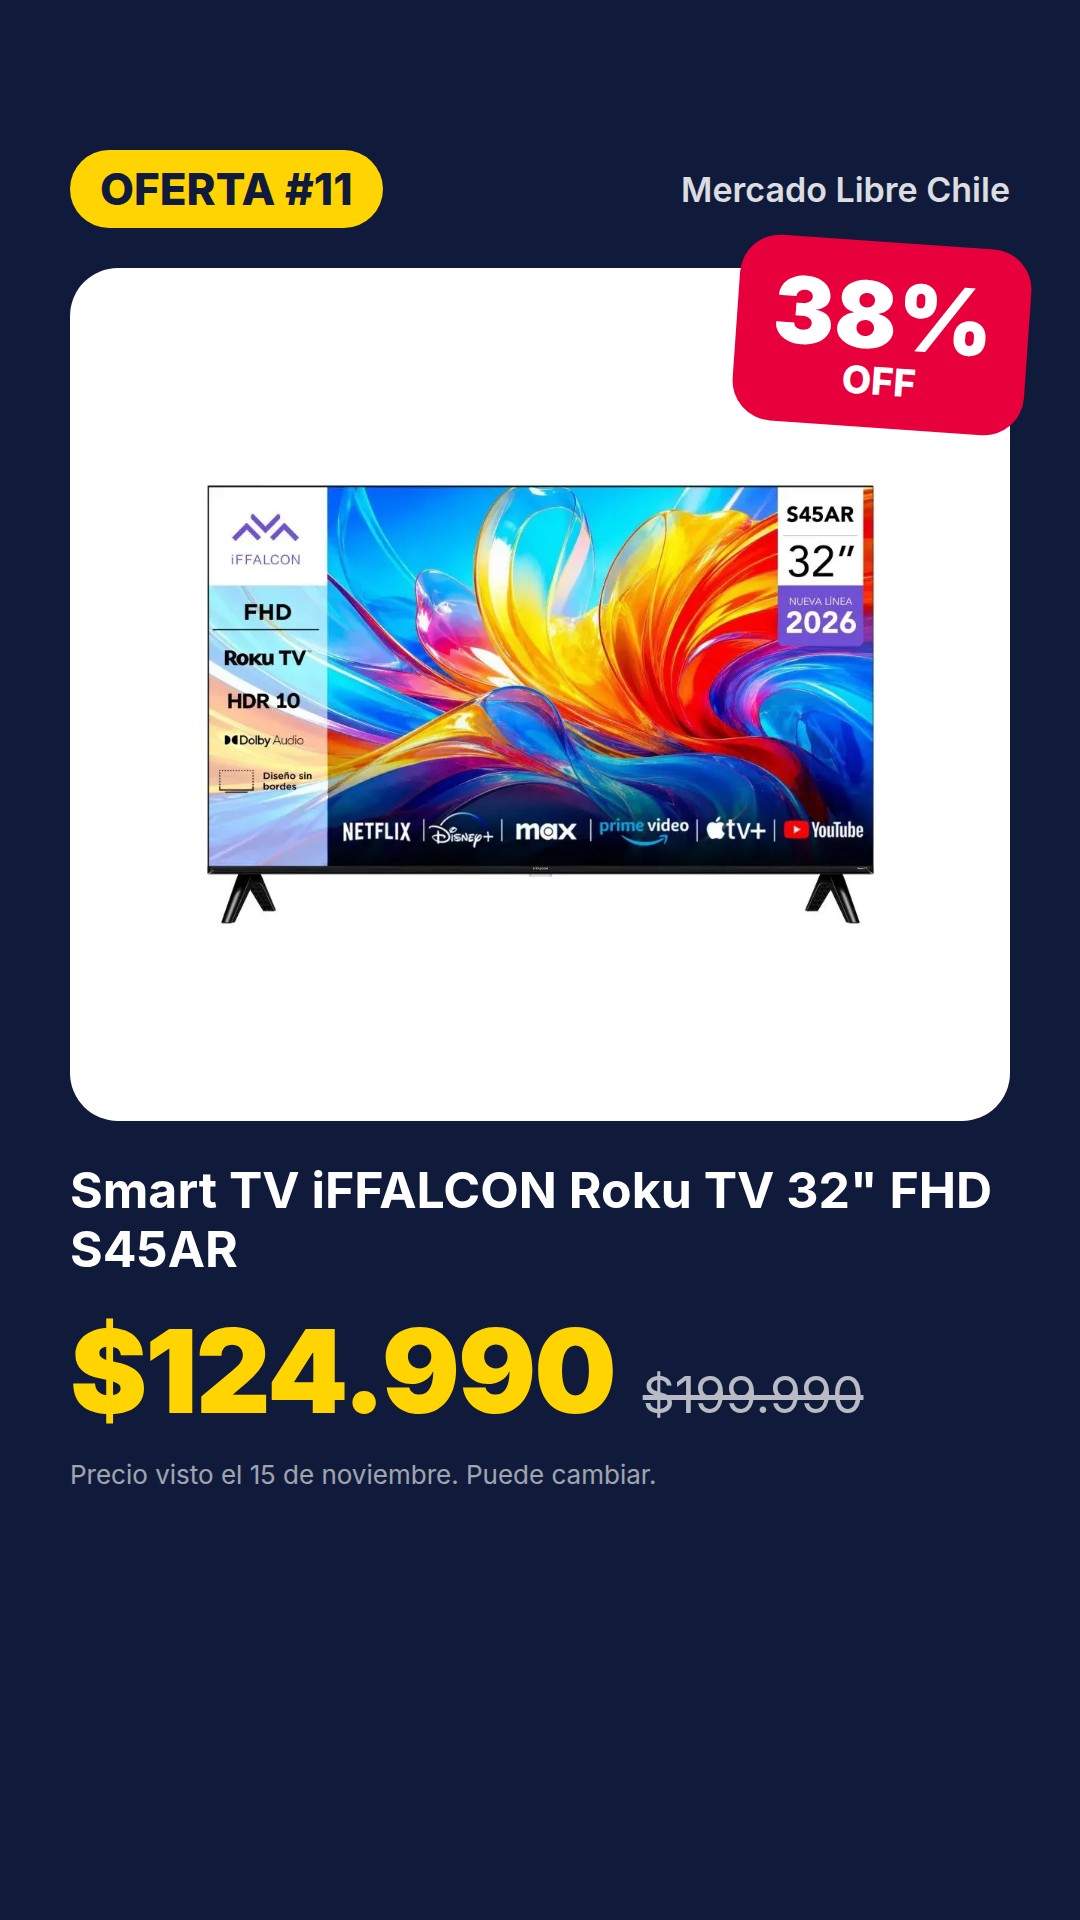 OFERTA #11
Mercado Libre Chile
38%
OFF
iFFALCON
FHD
Roku TV
HDR 10
Dolby Audio
Diseño sin
bordes
S45AR
32”
NUEVA LÍNEA
2026
NETFLIX
Disney+
max
prime video
tv+
YouTube
Smart TV iFFALCON Roku TV 32" FHD
S45AR
$124.990
$199.990
Precio visto el 15 de noviembre. Puede cambiar.